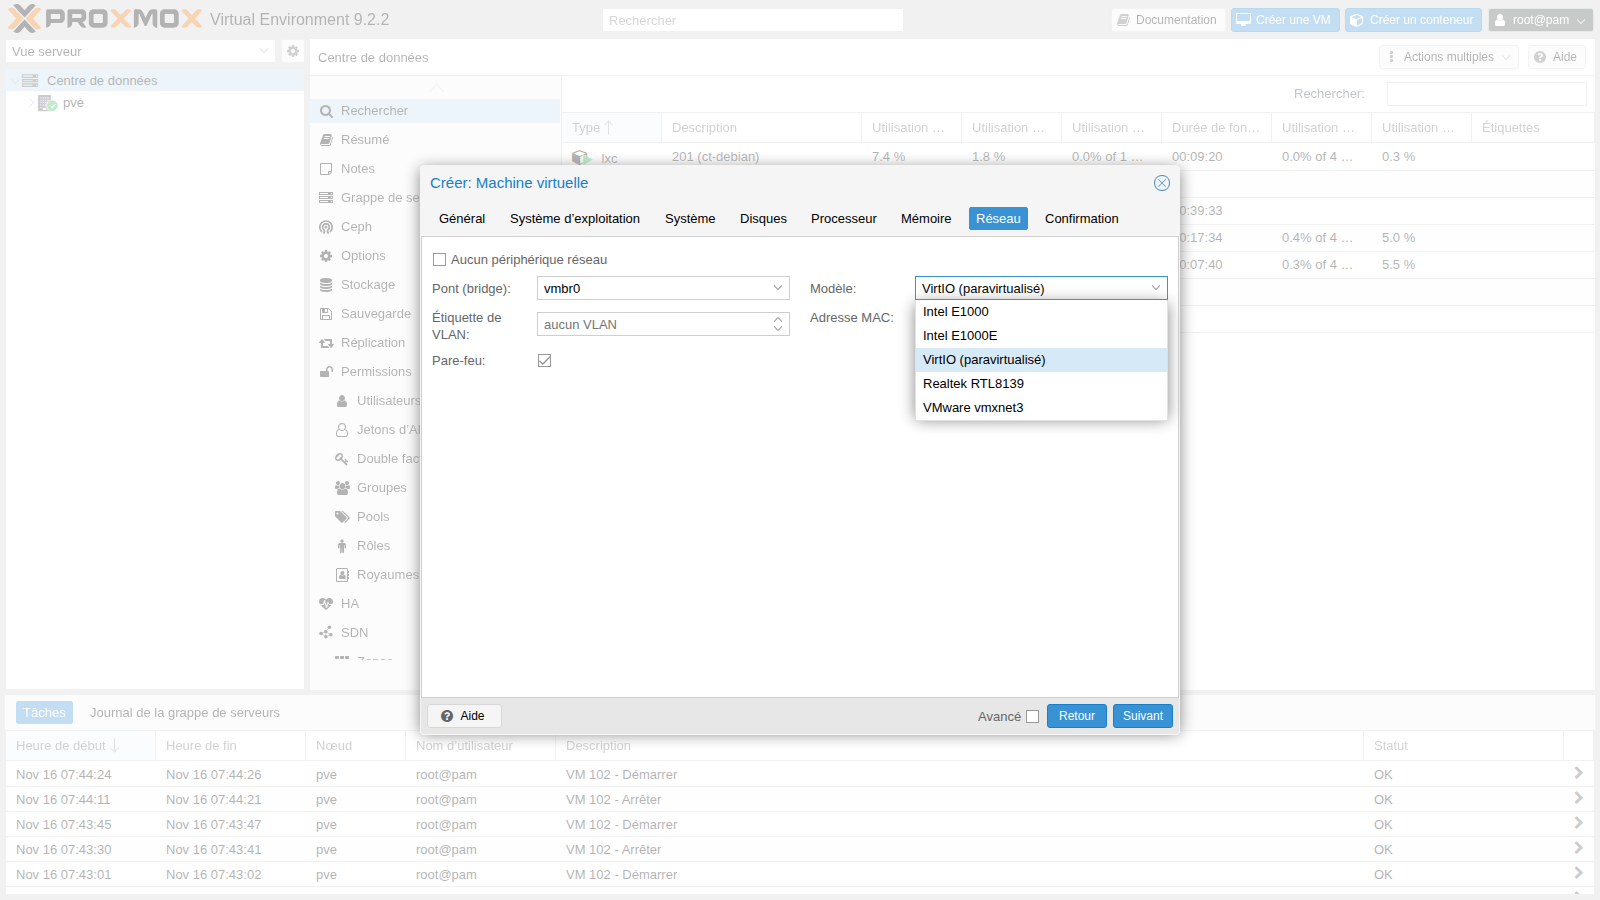 PROXMOX Virtual Environment 9.2.2
Rechercher
Documentation
Créer une VM
Créer un conteneur
root@pam
Vue serveur
Centre de données
pve
Centre de données
Actions multiples
Aide
Rechercher
Résumé
Notes
Grappe de se
Ceph
Options
Stockage
Sauvegarde
Réplication
Permissions
Utilisateurs
Jetons d'AI
Double fac
Groupes
Pools
Rôles
Royaumes
HA
SDN
Rechercher:
Type Description Utilisation ... Utilisation ... Utilisation ... Durée de fon... Utilisation ... Utilisation ... Étiquettes
lxc 201 (ct-debian) 7.4 % 1.8 % 0.0% of 1 ... 00:09:20 0.0% of 4 ... 0.3 %
0:39:33
0:17:34 0.4% of 4 ... 5.0 %
0:07:40 0.3% of 4 ... 5.5 %
Créer: Machine virtuelle
Général Système d'exploitation Système Disques Processeur Mémoire Réseau Confirmation
Aucun périphérique réseau
Pont (bridge): vmbr0
Étiquette de VLAN: aucun VLAN
Pare-feu:
Modèle: VirtIO (paravirtualisé)
Adresse MAC:
Intel E1000
Intel E1000E
VirtIO (paravirtualisé)
Realtek RTL8139
VMware vmxnet3
Aide
Avancé
Retour
Suivant
Tâches Journal de la grappe de serveurs
Heure de début Heure de fin Nœud Nom d'utilisateur Description Statut
Nov 16 07:44:24 Nov 16 07:44:26 pve root@pam VM 102 - Démarrer OK
Nov 16 07:44:11 Nov 16 07:44:21 pve root@pam VM 102 - Arrêter OK
Nov 16 07:43:45 Nov 16 07:43:47 pve root@pam VM 102 - Démarrer OK
Nov 16 07:43:30 Nov 16 07:43:41 pve root@pam VM 102 - Arrêter OK
Nov 16 07:43:01 Nov 16 07:43:02 pve root@pam VM 102 - Démarrer OK